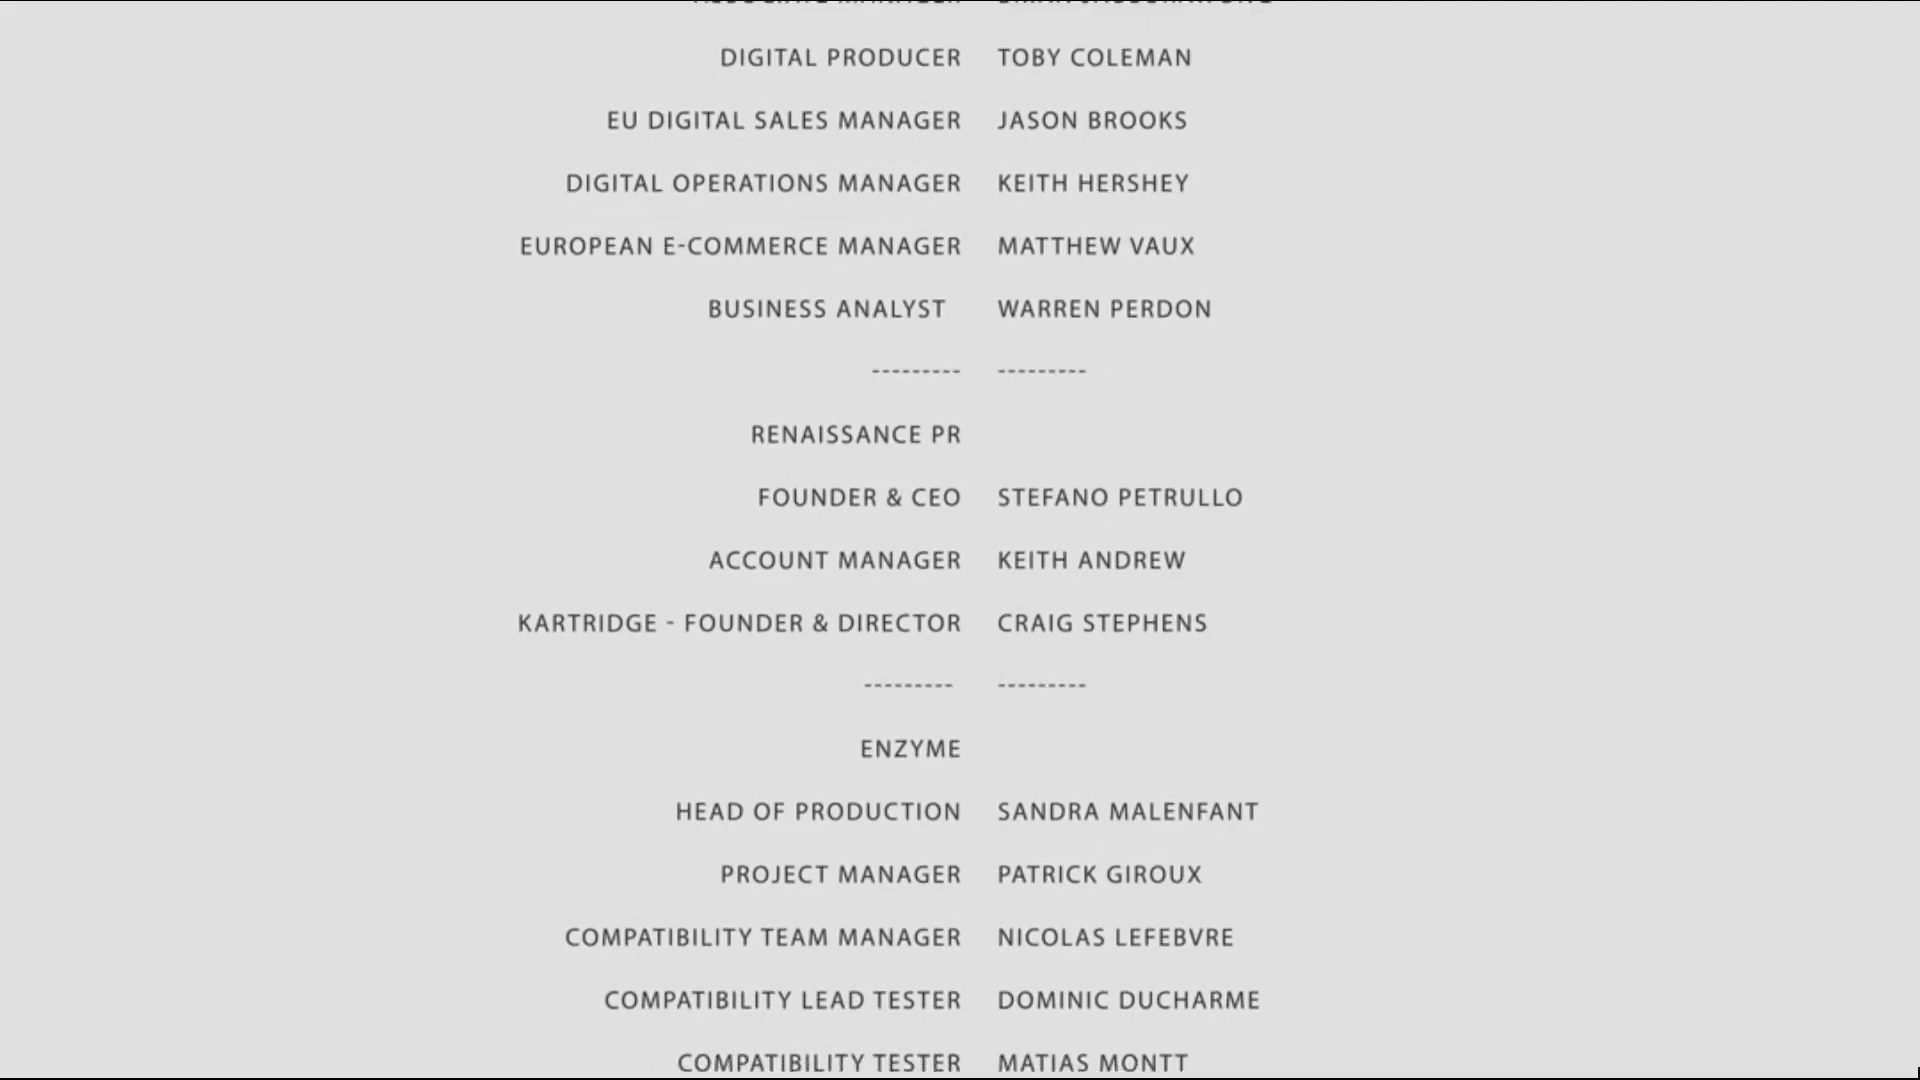 DIGITAL PRODUCER TOBY COLEMAN
EU DIGITAL SALES MANAGER JASON BROOKS
DIGITAL OPERATIONS MANAGER KEITH HERSHEY
EUROPEAN E-COMMERCE MANAGER MATTHEW VAUX
BUSINESS ANALYST WARREN PERDON
--------- ---------
RENAISSANCE PR
FOUNDER & CEO STEFANO PETRULLO
ACCOUNT MANAGER KEITH ANDREW
KARTRIDGE - FOUNDER & DIRECTOR CRAIG STEPHENS
--------- ---------
ENZYME
HEAD OF PRODUCTION SANDRA MALENFANT
PROJECT MANAGER PATRICK GIROUX
COMPATIBILITY TEAM MANAGER NICOLAS LEFEBVRE
COMPATIBILITY LEAD TESTER DOMINIC DUCHARME
COMPATIBILITY TESTER MATIAS MONTT